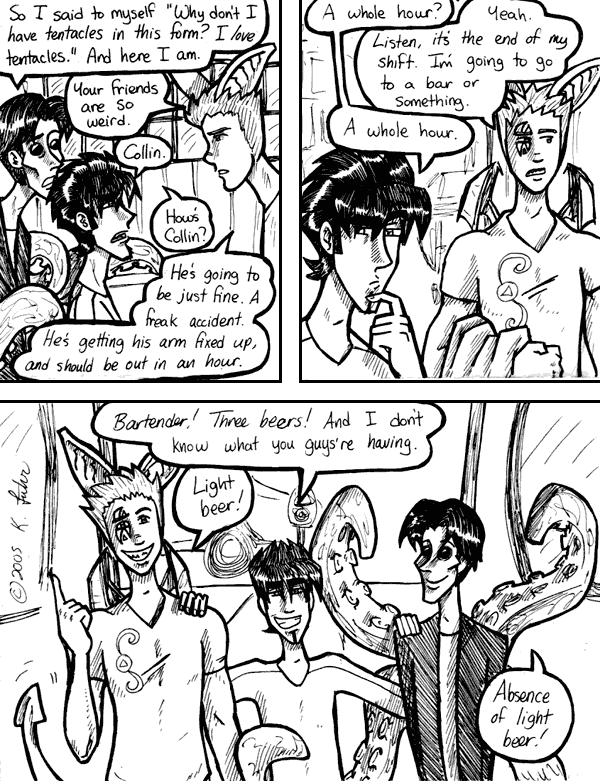 So I said to myself "Why don't I
have tentacles in this form? I love
tentacles." And here I am.
Your friends
are so
weird.
Collin.
How's
Collin?
He's going to
be just fine. A
freak accident.
He's getting his arm fixed up,
and should be out in an hour.
A whole hour?
Yeah.
Listen, it's the end of my
shift. I'm going to go
to a bar or
something.
A whole hour.
Bartender! Three beers! And I don't
know what you guys're having.
Light
beer!
Absence
of light
beer!
©2005 K.